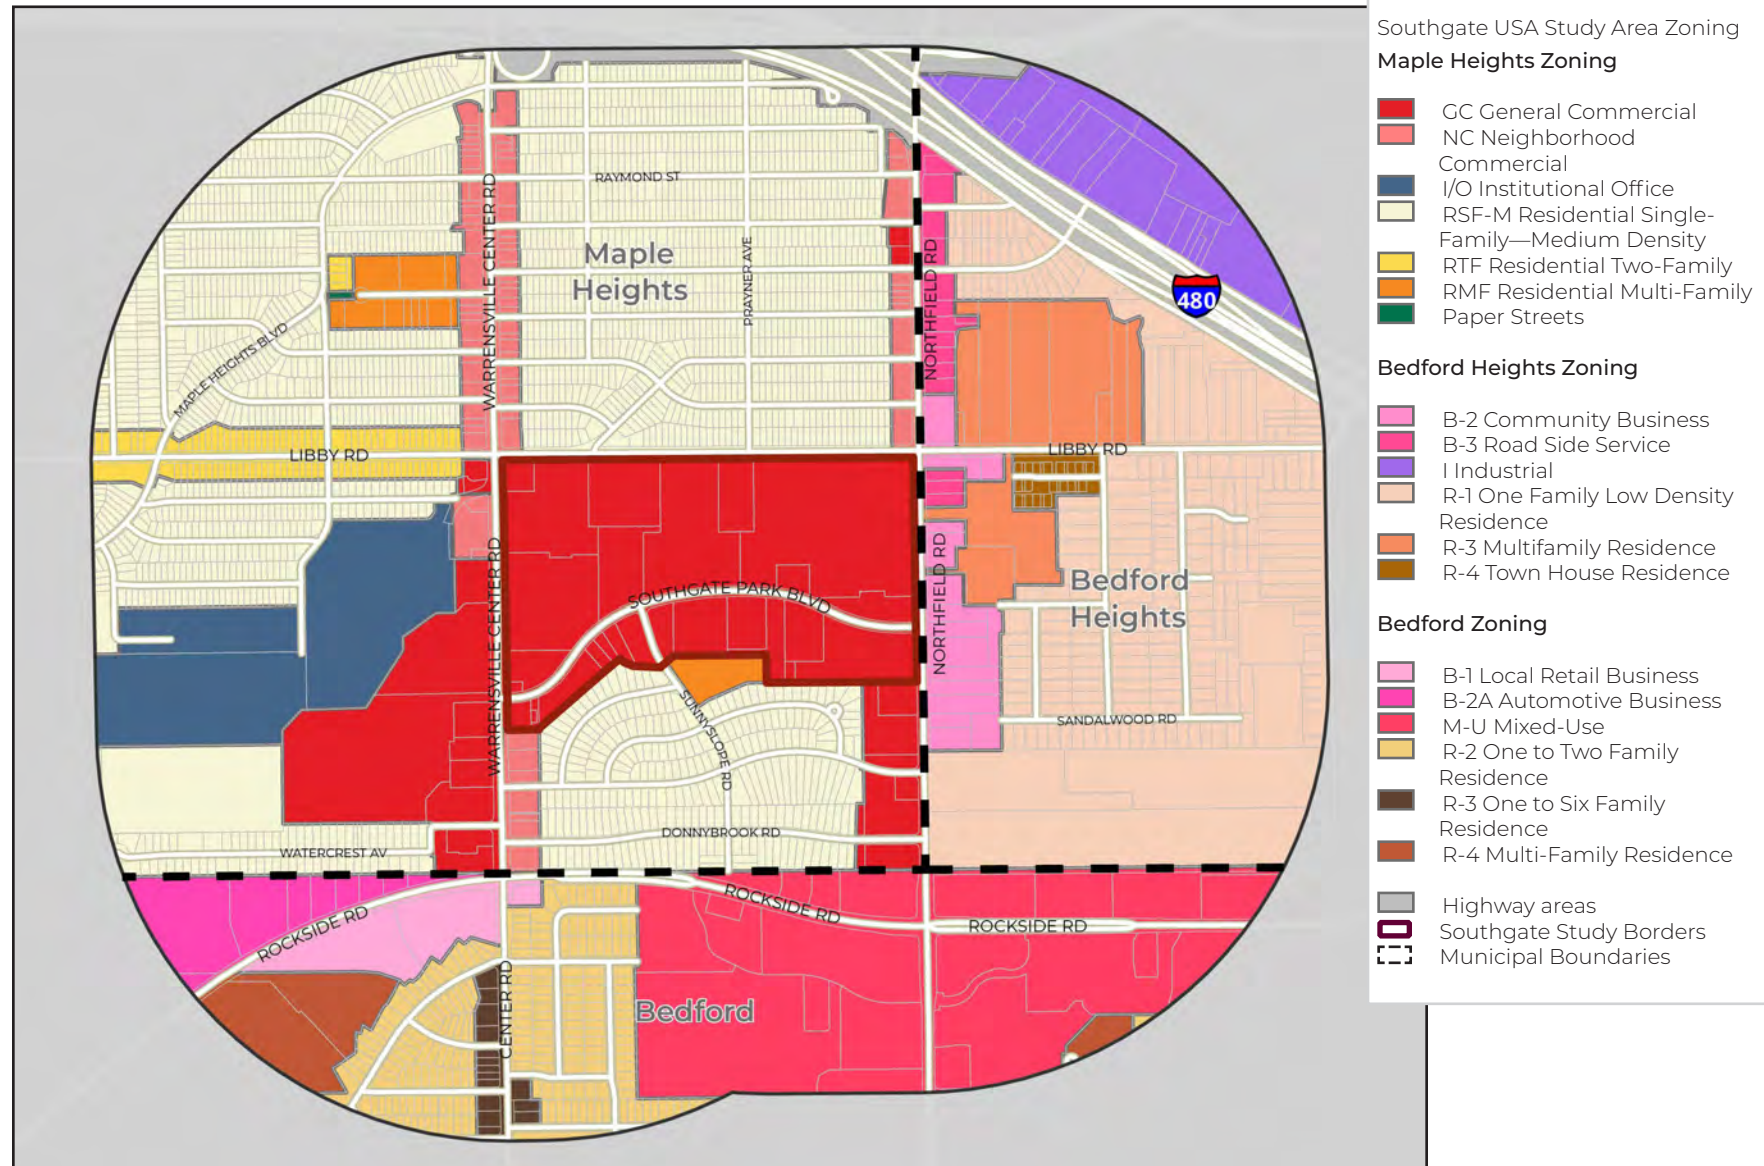 Southgate USA Study Area Zoning
Maple Heights Zoning
GC General Commercial
NC Neighborhood
Commercial
I/O Institutional Office
RSF-M Residential Single-
Family—Medium Density
RTF Residential Two-Family
RMF Residential Multi-Family
Paper Streets
Bedford Heights Zoning
B-2 Community Business
B-3 Road Side Service
I Industrial
R-1 One Family Low Density
Residence
R-3 Multifamily Residence
R-4 Town House Residence
Bedford Zoning
B-1 Local Retail Business
B-2A Automotive Business
M-U Mixed-Use
R-2 One to Two Family
Residence
R-3 One to Six Family
Residence
R-4 Multi-Family Residence
Highway areas
Southgate Study Borders
Municipal Boundaries
RAYMOND ST
WARRENSVILLE CENTER RD
Maple
Heights
PRAYNER AVE
NORTHFIELD RD
480
MAPLE HEIGHTS BLVD
LIBBY RD
LIBBY RD
WARRENSVILLE CENTER RD
SOUTHGATE PARK BLVD
NORTHFIELD RD
Bedford
Heights
SUNNYSLOPE RD
SANDALWOOD RD
DONNYBROOK RD
WATERCREST AV
ROCKSIDE RD
ROCKSIDE RD
ROCKSIDE RD
CENTER RD
Bedford